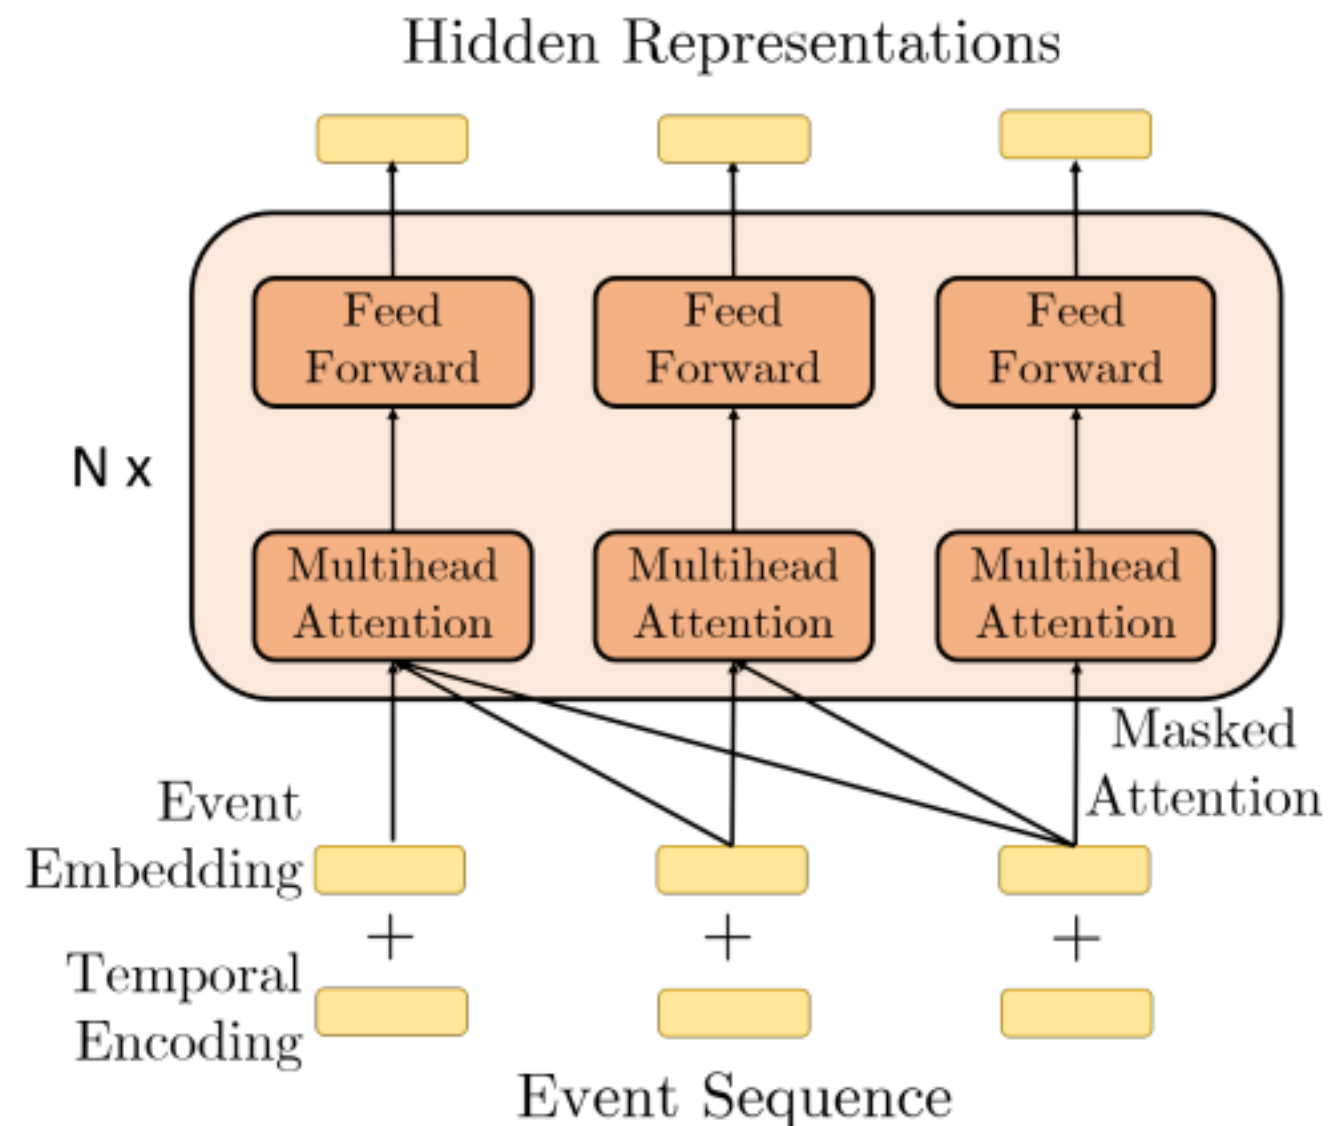 Hidden Representations
Feed
Forward
Feed
Forward
Feed
Forward
N x
Multihead
Attention
Multihead
Attention
Multihead
Attention
Masked
Attention
Event
Embedding
+
+
+
Temporal
Encoding
Event Sequence